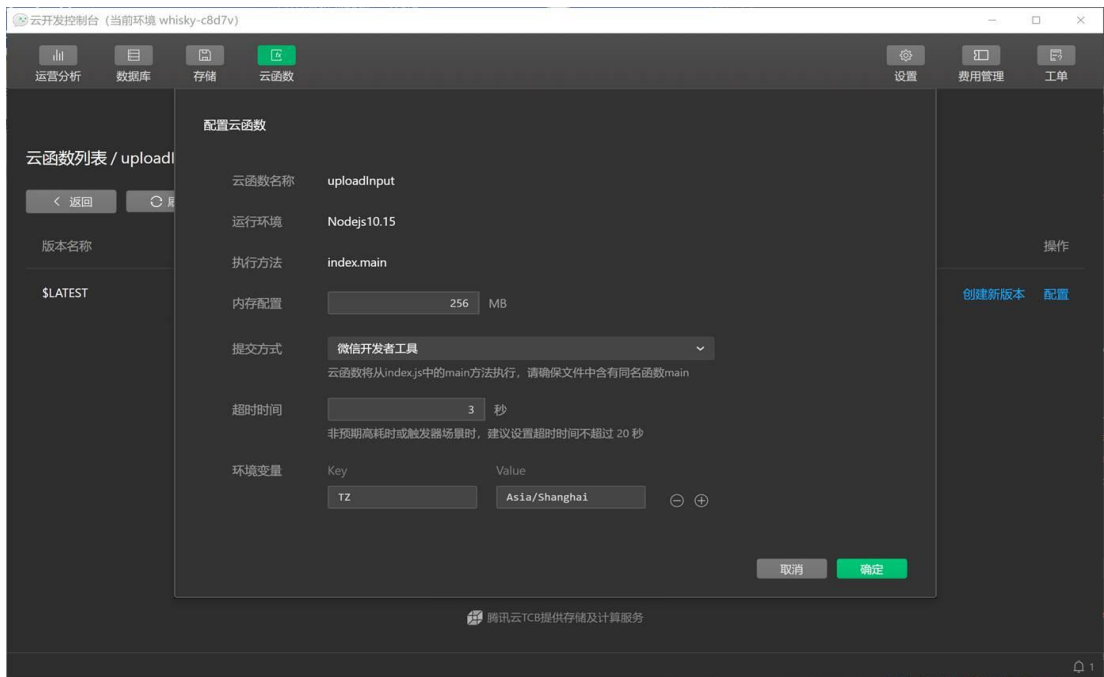 云开发控制台（当前环境 whisky-c8d7v）
运营分析 数据库 存储 云函数 设置 费用管理 工单
配置云函数
云函数列表 / uploadI
云函数名称 uploadInput
返回
运行环境 Nodejs10.15
版本名称 操作
执行方法 index.main
$LATEST 创建新版本 配置
内存配置 256 MB
提交方式 微信开发者工具
云函数将从index.js中的main方法执行，请确保文件中含有同名函数main
超时时间 3 秒
非预期高耗时或触发器场景时，建议设置超时时间不超过 20 秒
环境变量 Key Value
TZ Asia/Shanghai
取消 确定
腾讯云TCB提供存储及计算服务
1